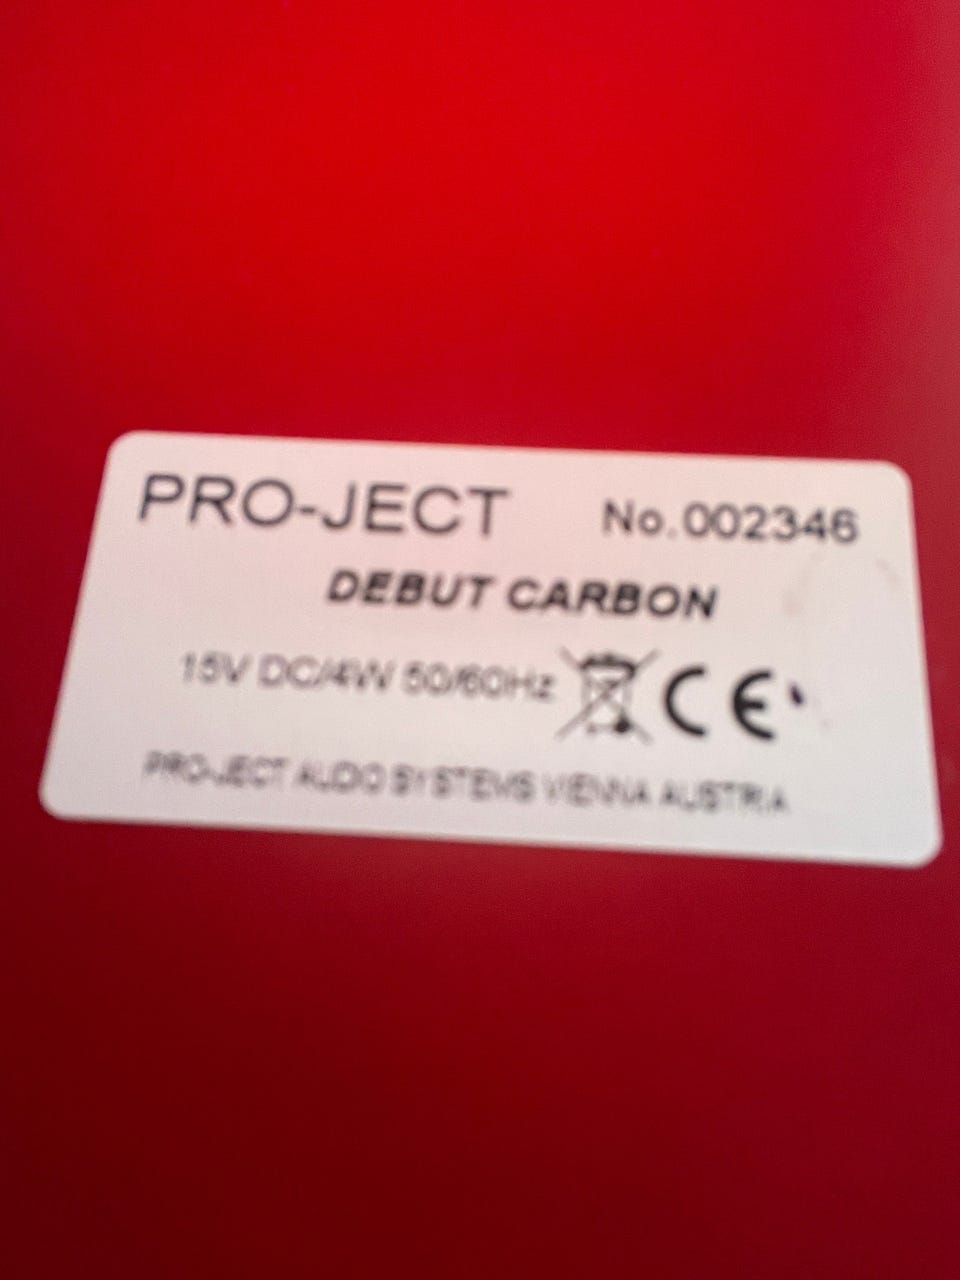 PRO-JECT No.002346
DEBUT CARBON
15V DC/4W 50/60Hz CE
PRO-JECT AUDIO SYSTEMS VIENNA AUSTRIA